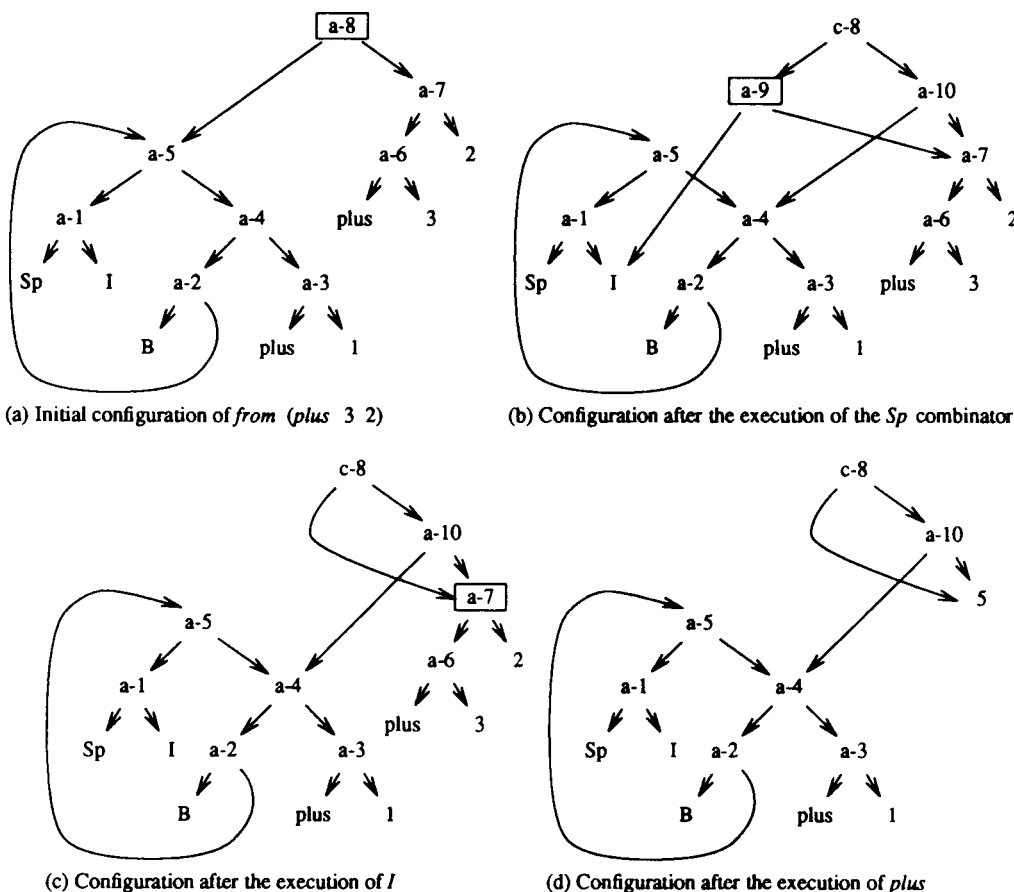 a-8 c-8
a-7 a-9 a-10
a-5 a-6 2 a-5 a-7
a-1 a-4 plus 3 a-1 a-4 a-6 2
Sp I a-2 a-3 Sp I a-2 a-3 plus 3
B plus 1 B plus 1
(a) Initial configuration of from (plus 3 2) (b) Configuration after the execution of the Sp combinator
c-8 c-8
a-10 a-10
a-7 5
a-5 a-5
a-6 2
a-1 a-4 a-1 a-4
plus 3
Sp I a-2 a-3 Sp I a-2 a-3
B plus 1 B plus 1
(c) Configuration after the execution of I (d) Configuration after the execution of plus